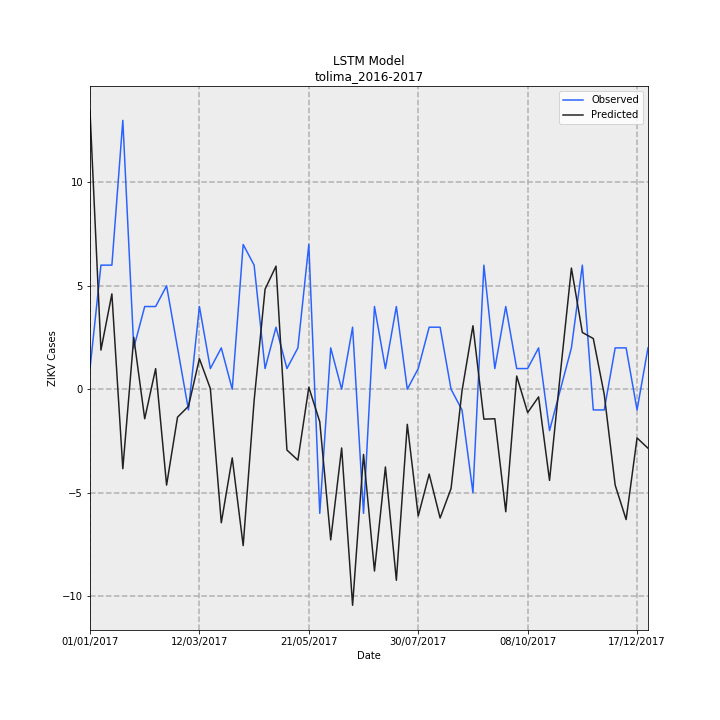 LSTM Model
tolima_2016-2017
Observed
Predicted
ZIKV Cases
10
5
0
−5
−10
01/01/2017
12/03/2017
21/05/2017
30/07/2017
08/10/2017
17/12/2017
Date